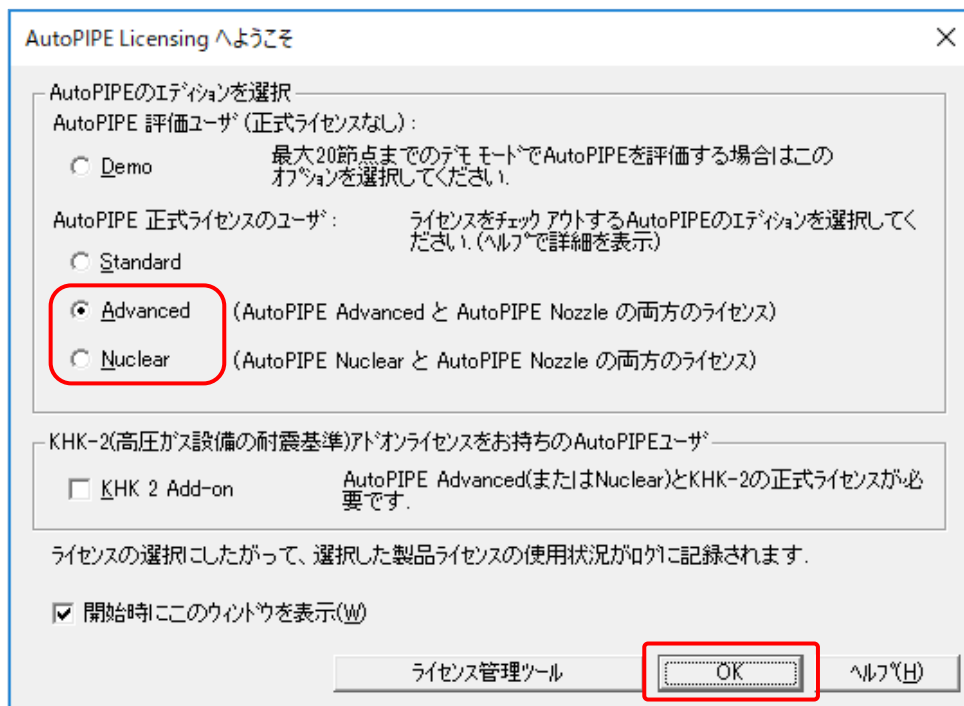 AutoPIPE Licensing へようこそ
AutoPIPEのｴﾃﾞｨｼｮﾝを選択
AutoPIPE 評価ﾕｰｻﾞ(正式ﾗｲｾﾝｽなし) :
Demo
最大20節点までのﾃﾞﾓ ﾓｰﾄﾞでAutoPIPEを評価する場合はこの
ｵﾌﾟｼｮﾝを選択してください.
AutoPIPE 正式ﾗｲｾﾝｽのﾕｰｻﾞ :
ﾗｲｾﾝｽをﾁｪｯｸ ｱｳﾄするAutoPIPEのｴﾃﾞｨｼｮﾝを選択してく
ださい.(ﾍﾙﾌﾟで詳細を表示)
Standard
Advanced (AutoPIPE Advanced と AutoPIPE Nozzle の両方のﾗｲｾﾝｽ)
Nuclear (AutoPIPE Nuclear と AutoPIPE Nozzle の両方のﾗｲｾﾝｽ)
KHK-2(高圧ｶﾞｽ設備の耐震基準)ｱﾄﾞｵﾝﾗｲｾﾝｽをお持ちのAutoPIPEﾕｰｻﾞ
KHK 2 Add-on
AutoPIPE Advanced(またはNuclear)とKHK-2の正式ﾗｲｾﾝｽが必
要です.
ﾗｲｾﾝｽの選択にしたがって、選択した製品ﾗｲｾﾝｽの使用状況がﾛｸﾞに記録されます.
開始時にこのｳｨﾝﾄﾞｳを表示(W)
ﾗｲｾﾝｽ管理ﾂｰﾙ
OK
ﾍﾙﾌﾟ(H)